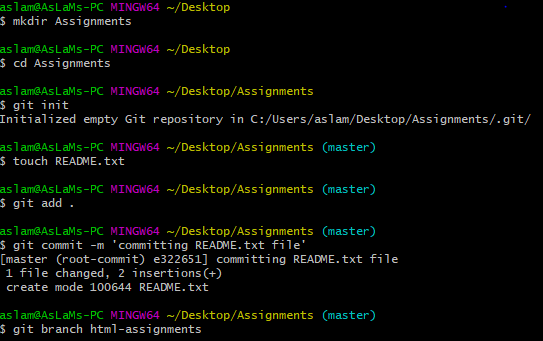 aslam@AsLaMs-PC MINGW64 ~/Desktop
$ mkdir Assignments
aslam@AsLaMs-PC MINGW64 ~/Desktop
$ cd Assignments
aslam@AsLaMs-PC MINGW64 ~/Desktop/Assignments
$ git init
Initialized empty Git repository in C:/Users/aslam/Desktop/Assignments/.git/
aslam@AsLaMs-PC MINGW64 ~/Desktop/Assignments (master)
$ touch README.txt
aslam@AsLaMs-PC MINGW64 ~/Desktop/Assignments (master)
$ git add .
aslam@AsLaMs-PC MINGW64 ~/Desktop/Assignments (master)
$ git commit -m 'committing README.txt file'
[master (root-commit) e322651] committing README.txt file
1 file changed, 2 insertions(+)
create mode 100644 README.txt
aslam@AsLaMs-PC MINGW64 ~/Desktop/Assignments (master)
$ git branch html-assignments